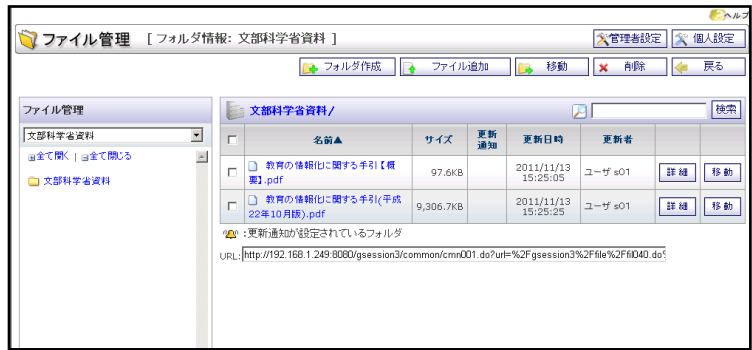 ヘルプ
ファイル管理 [ フォルダ情報: 文部科学省資料 ] 管理者設定 個人設定
フォルダ作成 ファイル追加 移動 削除 戻る
ファイル管理
文部科学省資料
全て開く | 全て閉じる
文部科学省資料
文部科学省資料/ 検索
名前▲ サイズ 更新通知 更新日時 更新者
教育の情報化に関する手引【概
要】.pdf 97.6KB 2011/11/13 15:25:05 ユーザ s01 詳細 移動
教育の情報化に関する手引(平成
22年10月版).pdf 9,306.7KB 2011/11/13 15:25:25 ユーザ s01 詳細 移動
:更新通知が設定されているフォルダ
URL: http://192.168.1.249:8080/gsession3/common/cmn001.do?url=%2Fgsession3%2Ffile%2Ffil040.do